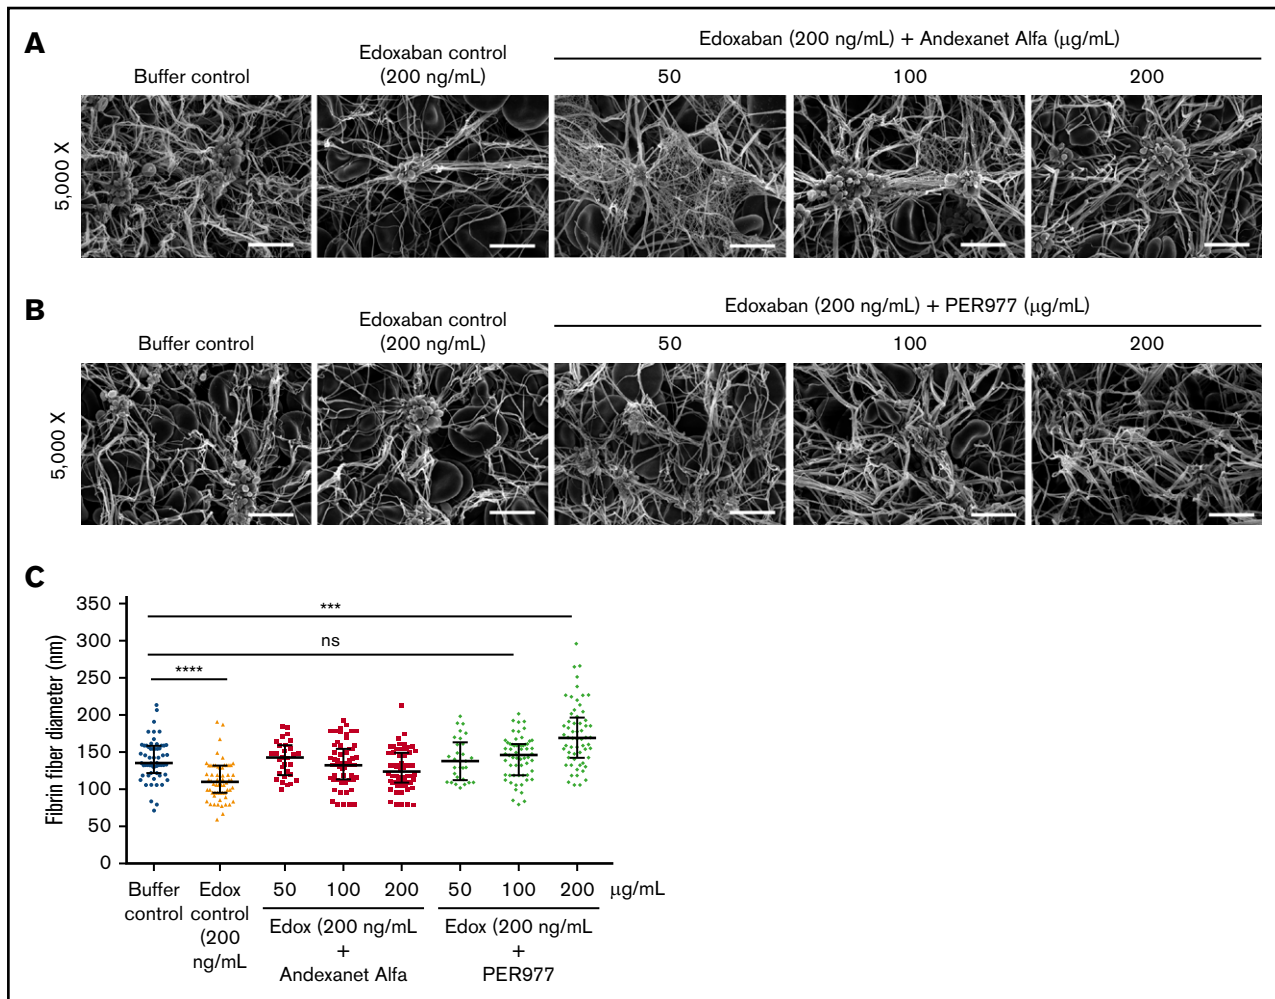 A
Buffer control
Edoxaban control
(200 ng/mL)
Edoxaban (200 ng/mL) + Andexanet Alfa (μg/mL)
50
100
200
5,000 X
B
Buffer control
Edoxaban control
(200 ng/mL)
Edoxaban (200 ng/mL) + PER977 (μg/mL)
50
100
200
5,000 X
C
Fibrin fiber diameter (nm)
350
300
250
200
150
100
50
0
***
ns
****
Buffer
control
Edox
control
(200
ng/mL
50
100
200
Edox (200 ng/mL
+
Andexanet Alfa
50
100
200
μg/mL
Edox (200 ng/mL
+
PER977